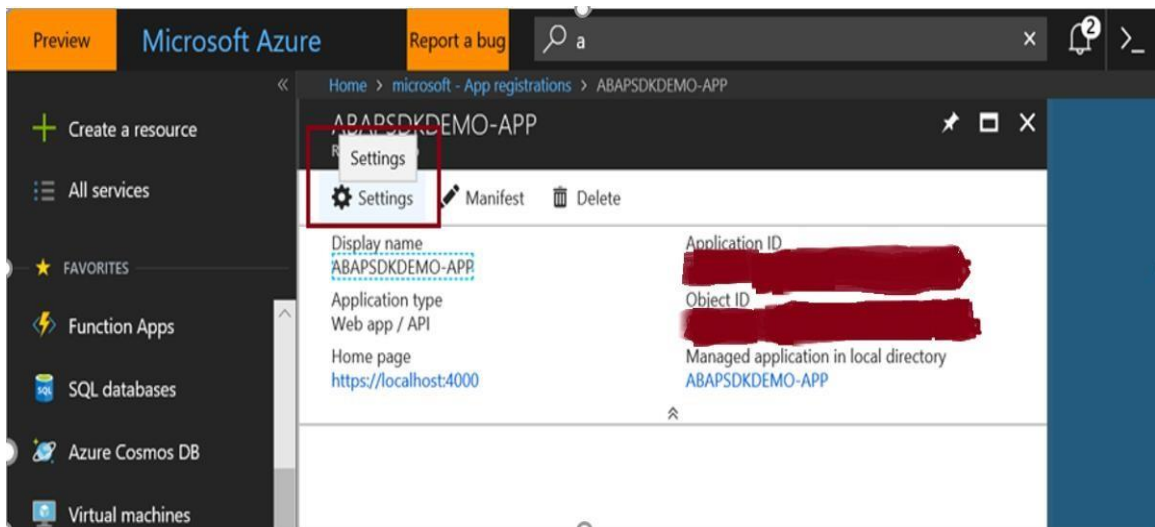 Preview
Microsoft Azure
Report a bug
a
2
Home > microsoft - App registrations > ABAPSDKDEMO-APP
Create a resource
ABAPSDKDEMO-APP
Settings
All services
Settings
Manifest
Delete
Display name
ABAPSDKDEMO-APP
Application ID
FAVORITES
Application type
Web app / API
Object ID
Function Apps
Home page
https://localhost:4000
Managed application in local directory
ABAPSDKDEMO-APP
SQL databases
Azure Cosmos DB
Virtual machines